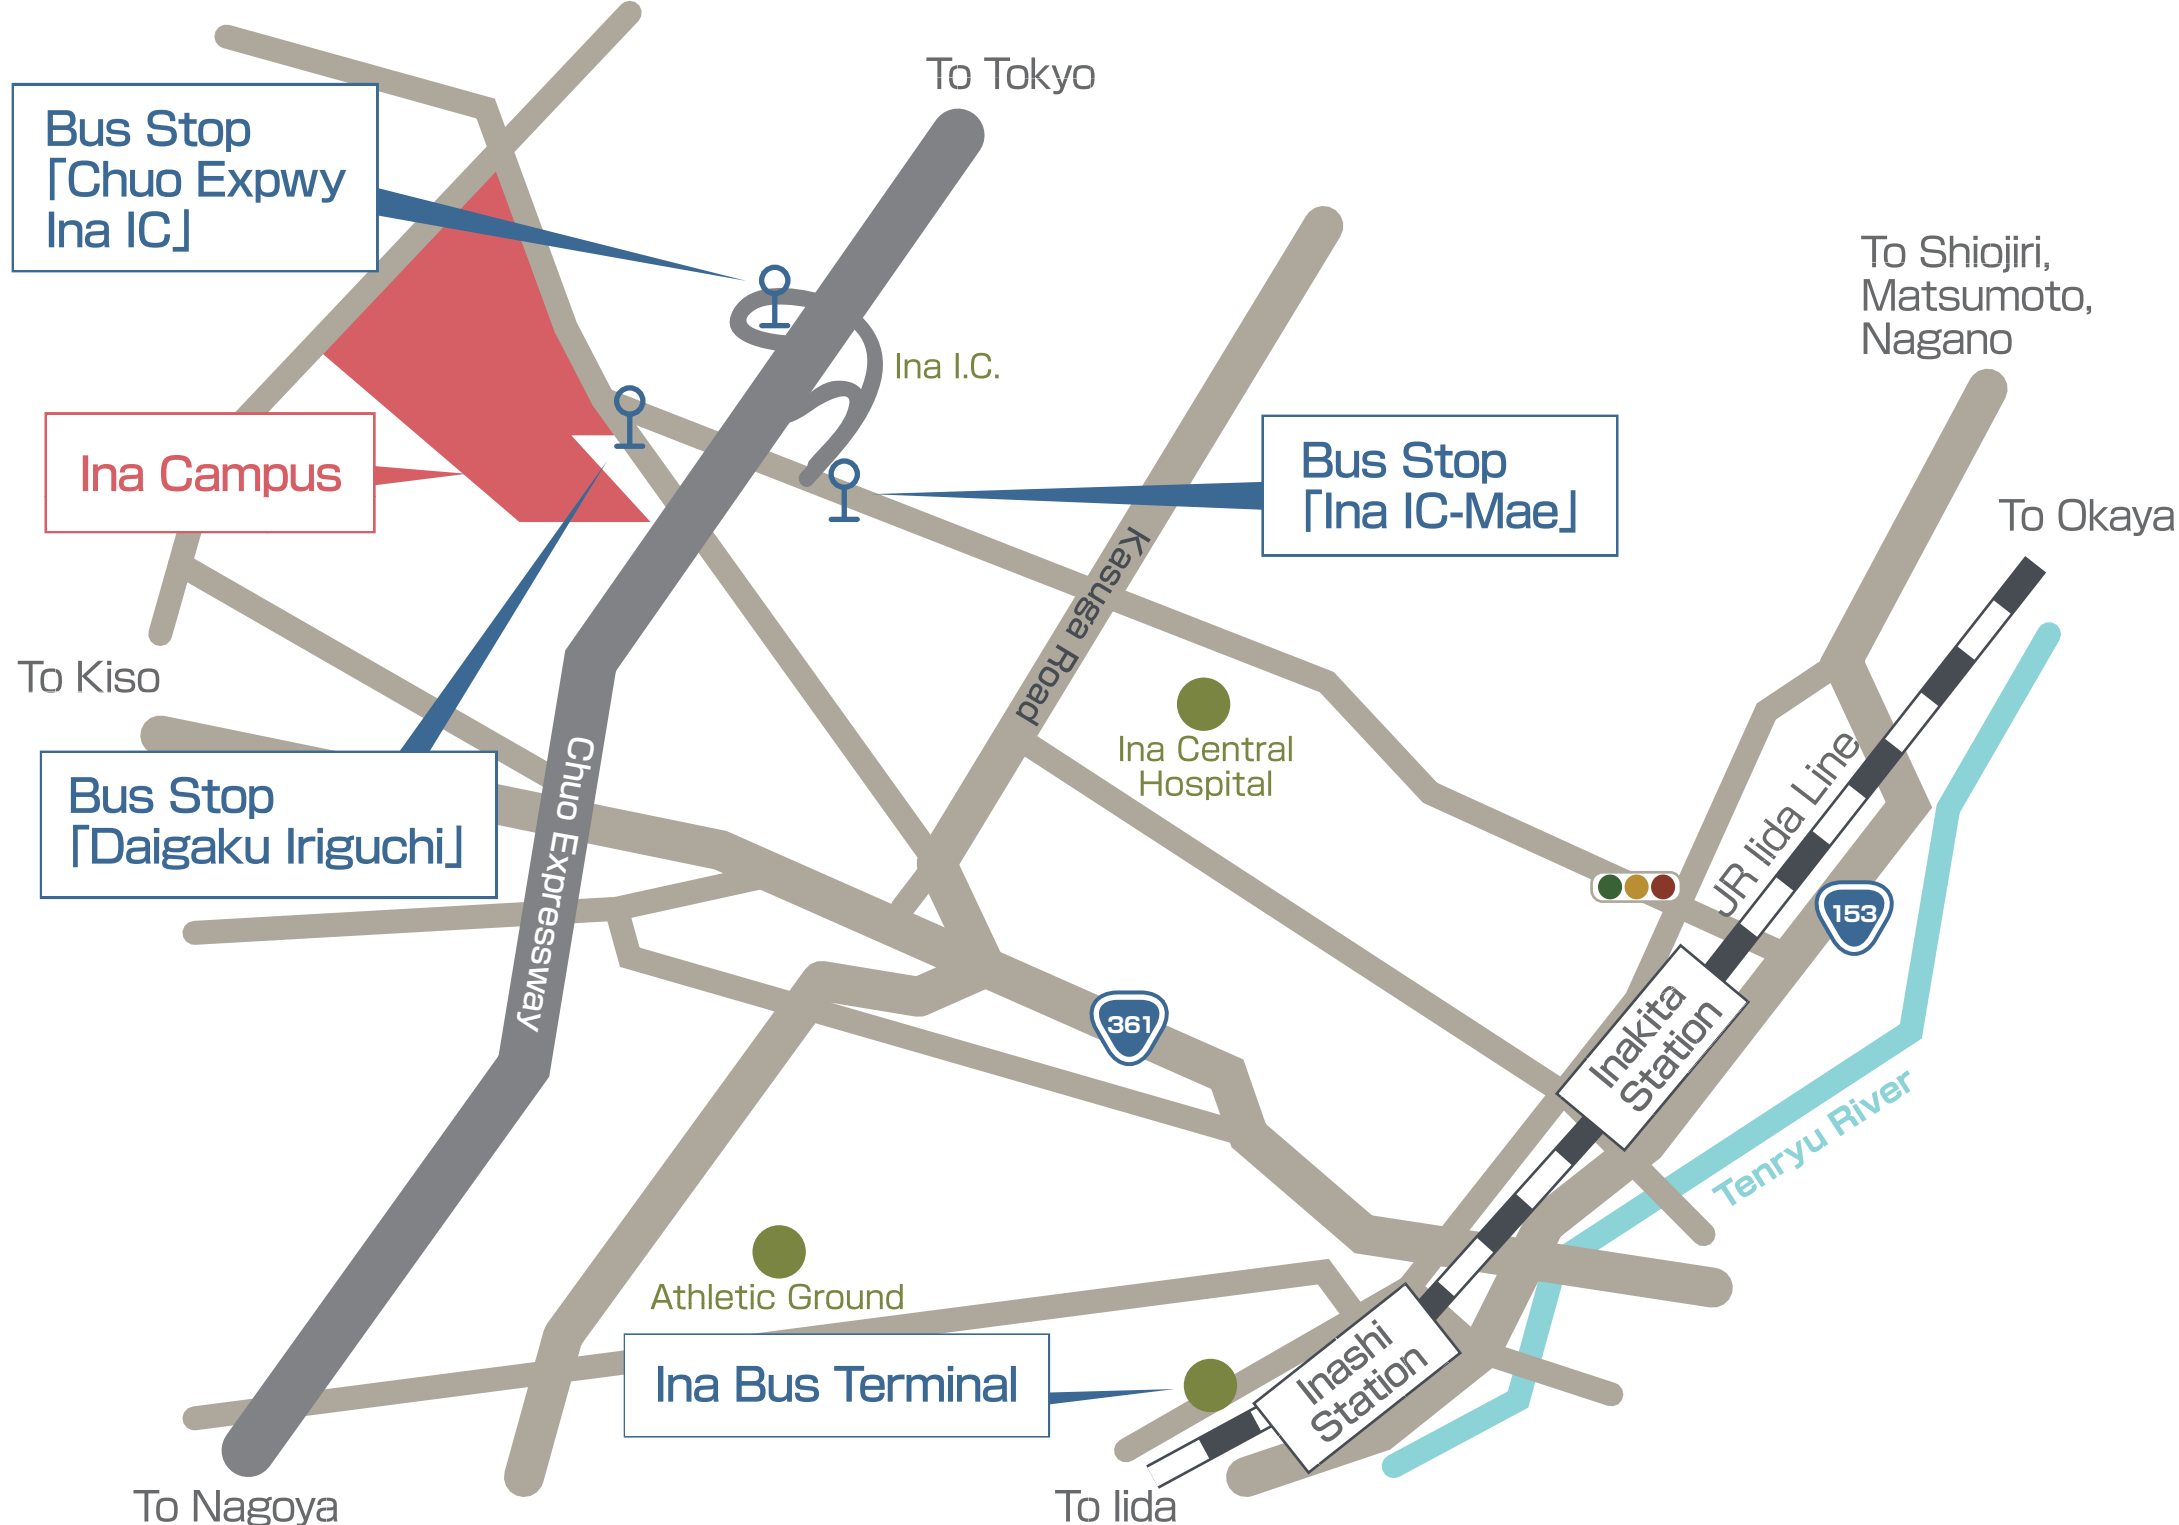 To Tokyo
Bus Stop
｢Chuo Expwy
Ina IC｣
To Shiojiri,
Matsumoto,
Nagano
Ina I.C.
Ina Campus
Bus Stop
｢Ina IC-Mae｣
To Okaya
Kasuga Road
To Kiso
Ina Central
Hospital
Bus Stop
｢Daigaku Iriguchi｣
Chuo Expressway
JR Iida Line
153
361
Inakita
Station
Tenryu River
Athletic Ground
Ina Bus Terminal
Inashi
Station
To Nagoya
To Iida